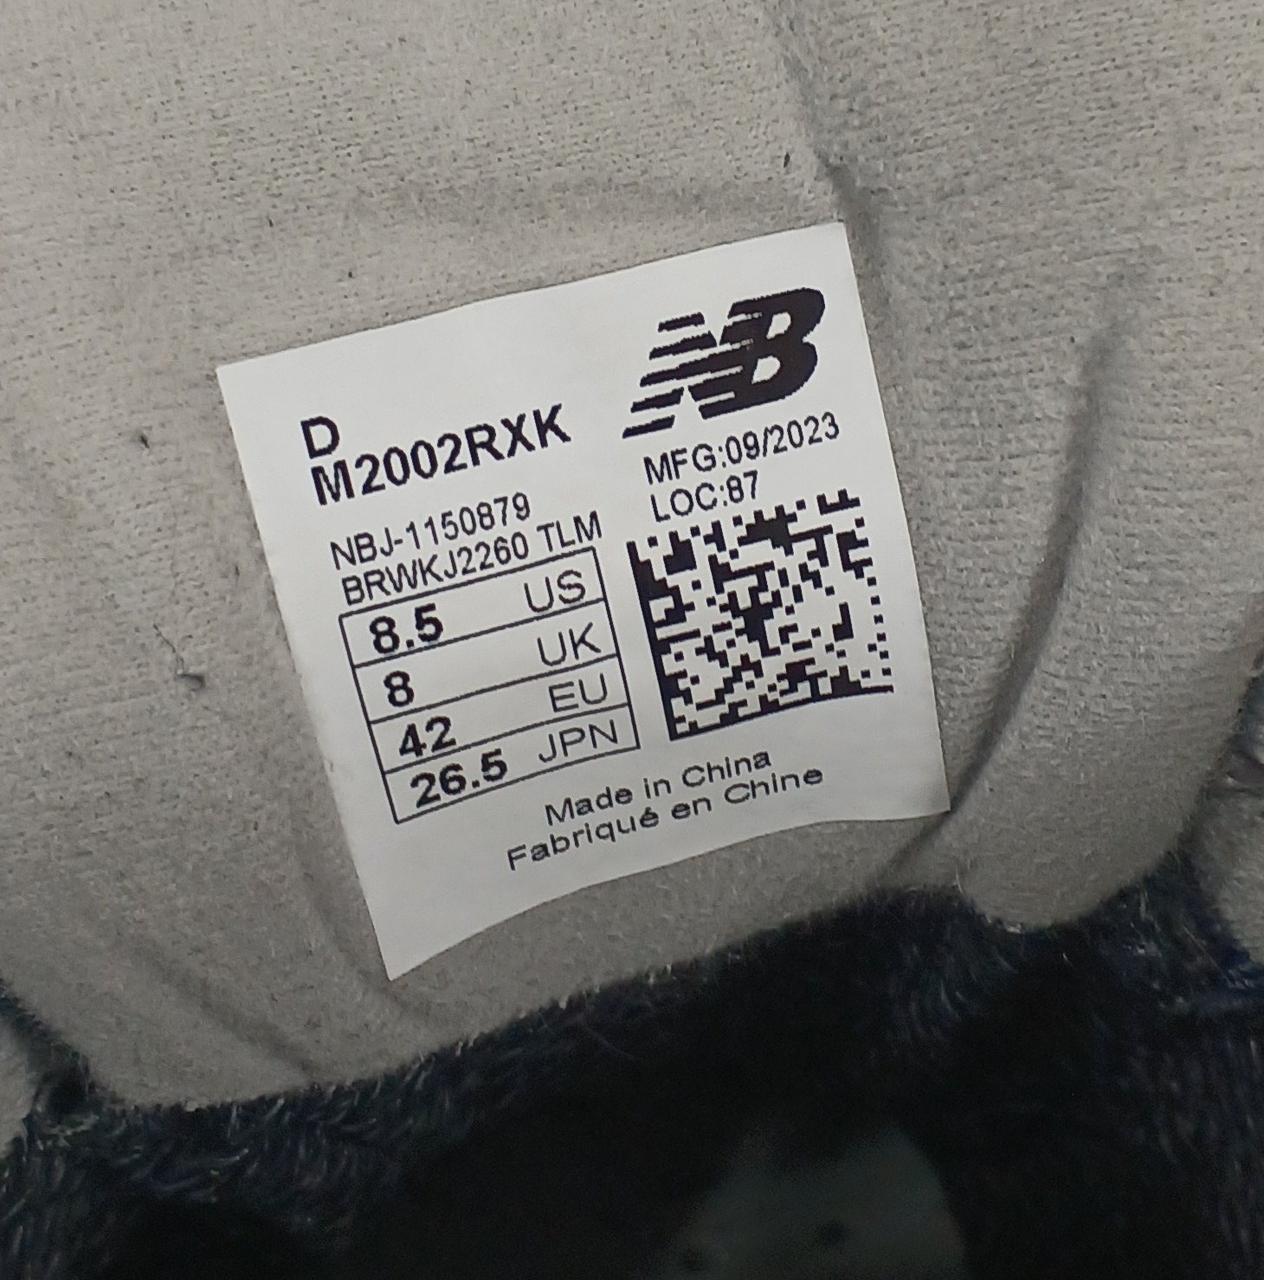 NB
D
M2002RXK
MFG:09/2023
LOC:87
NBJ-1150879
BRWKJ2260 TLM
8.5 US
8 UK
42 EU
26.5 JPN
Made in China
Fabriqué en Chine